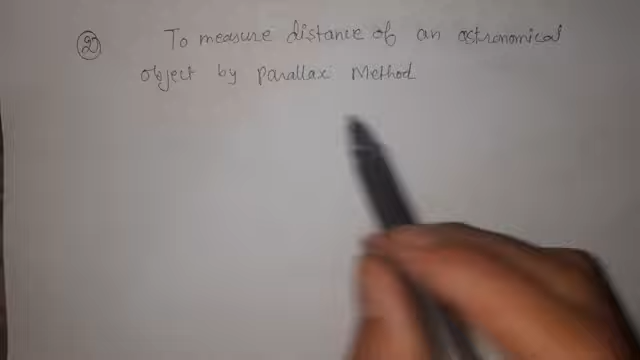 ② To measure distance of an astronomical
object by parallax Method